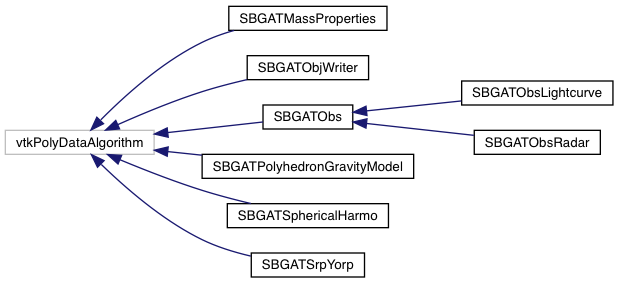 SBGATMassProperties
SBGATObjWriter
SBGATObsLightcurve
SBGATObs
vtkPolyDataAlgorithm
SBGATObsRadar
SBGATPolyhedronGravityModel
SBGATSphericalHarmo
SBGATSrpYorp